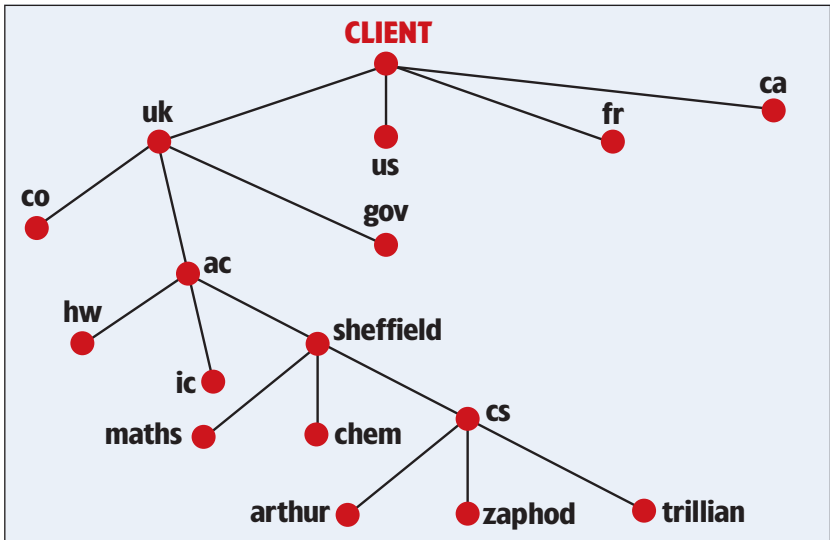 CLIENT
ca
fr
uk
us
co
gov
ac
hw
sheffield
ic
maths
chem
cs
arthur
zaphod
trillian